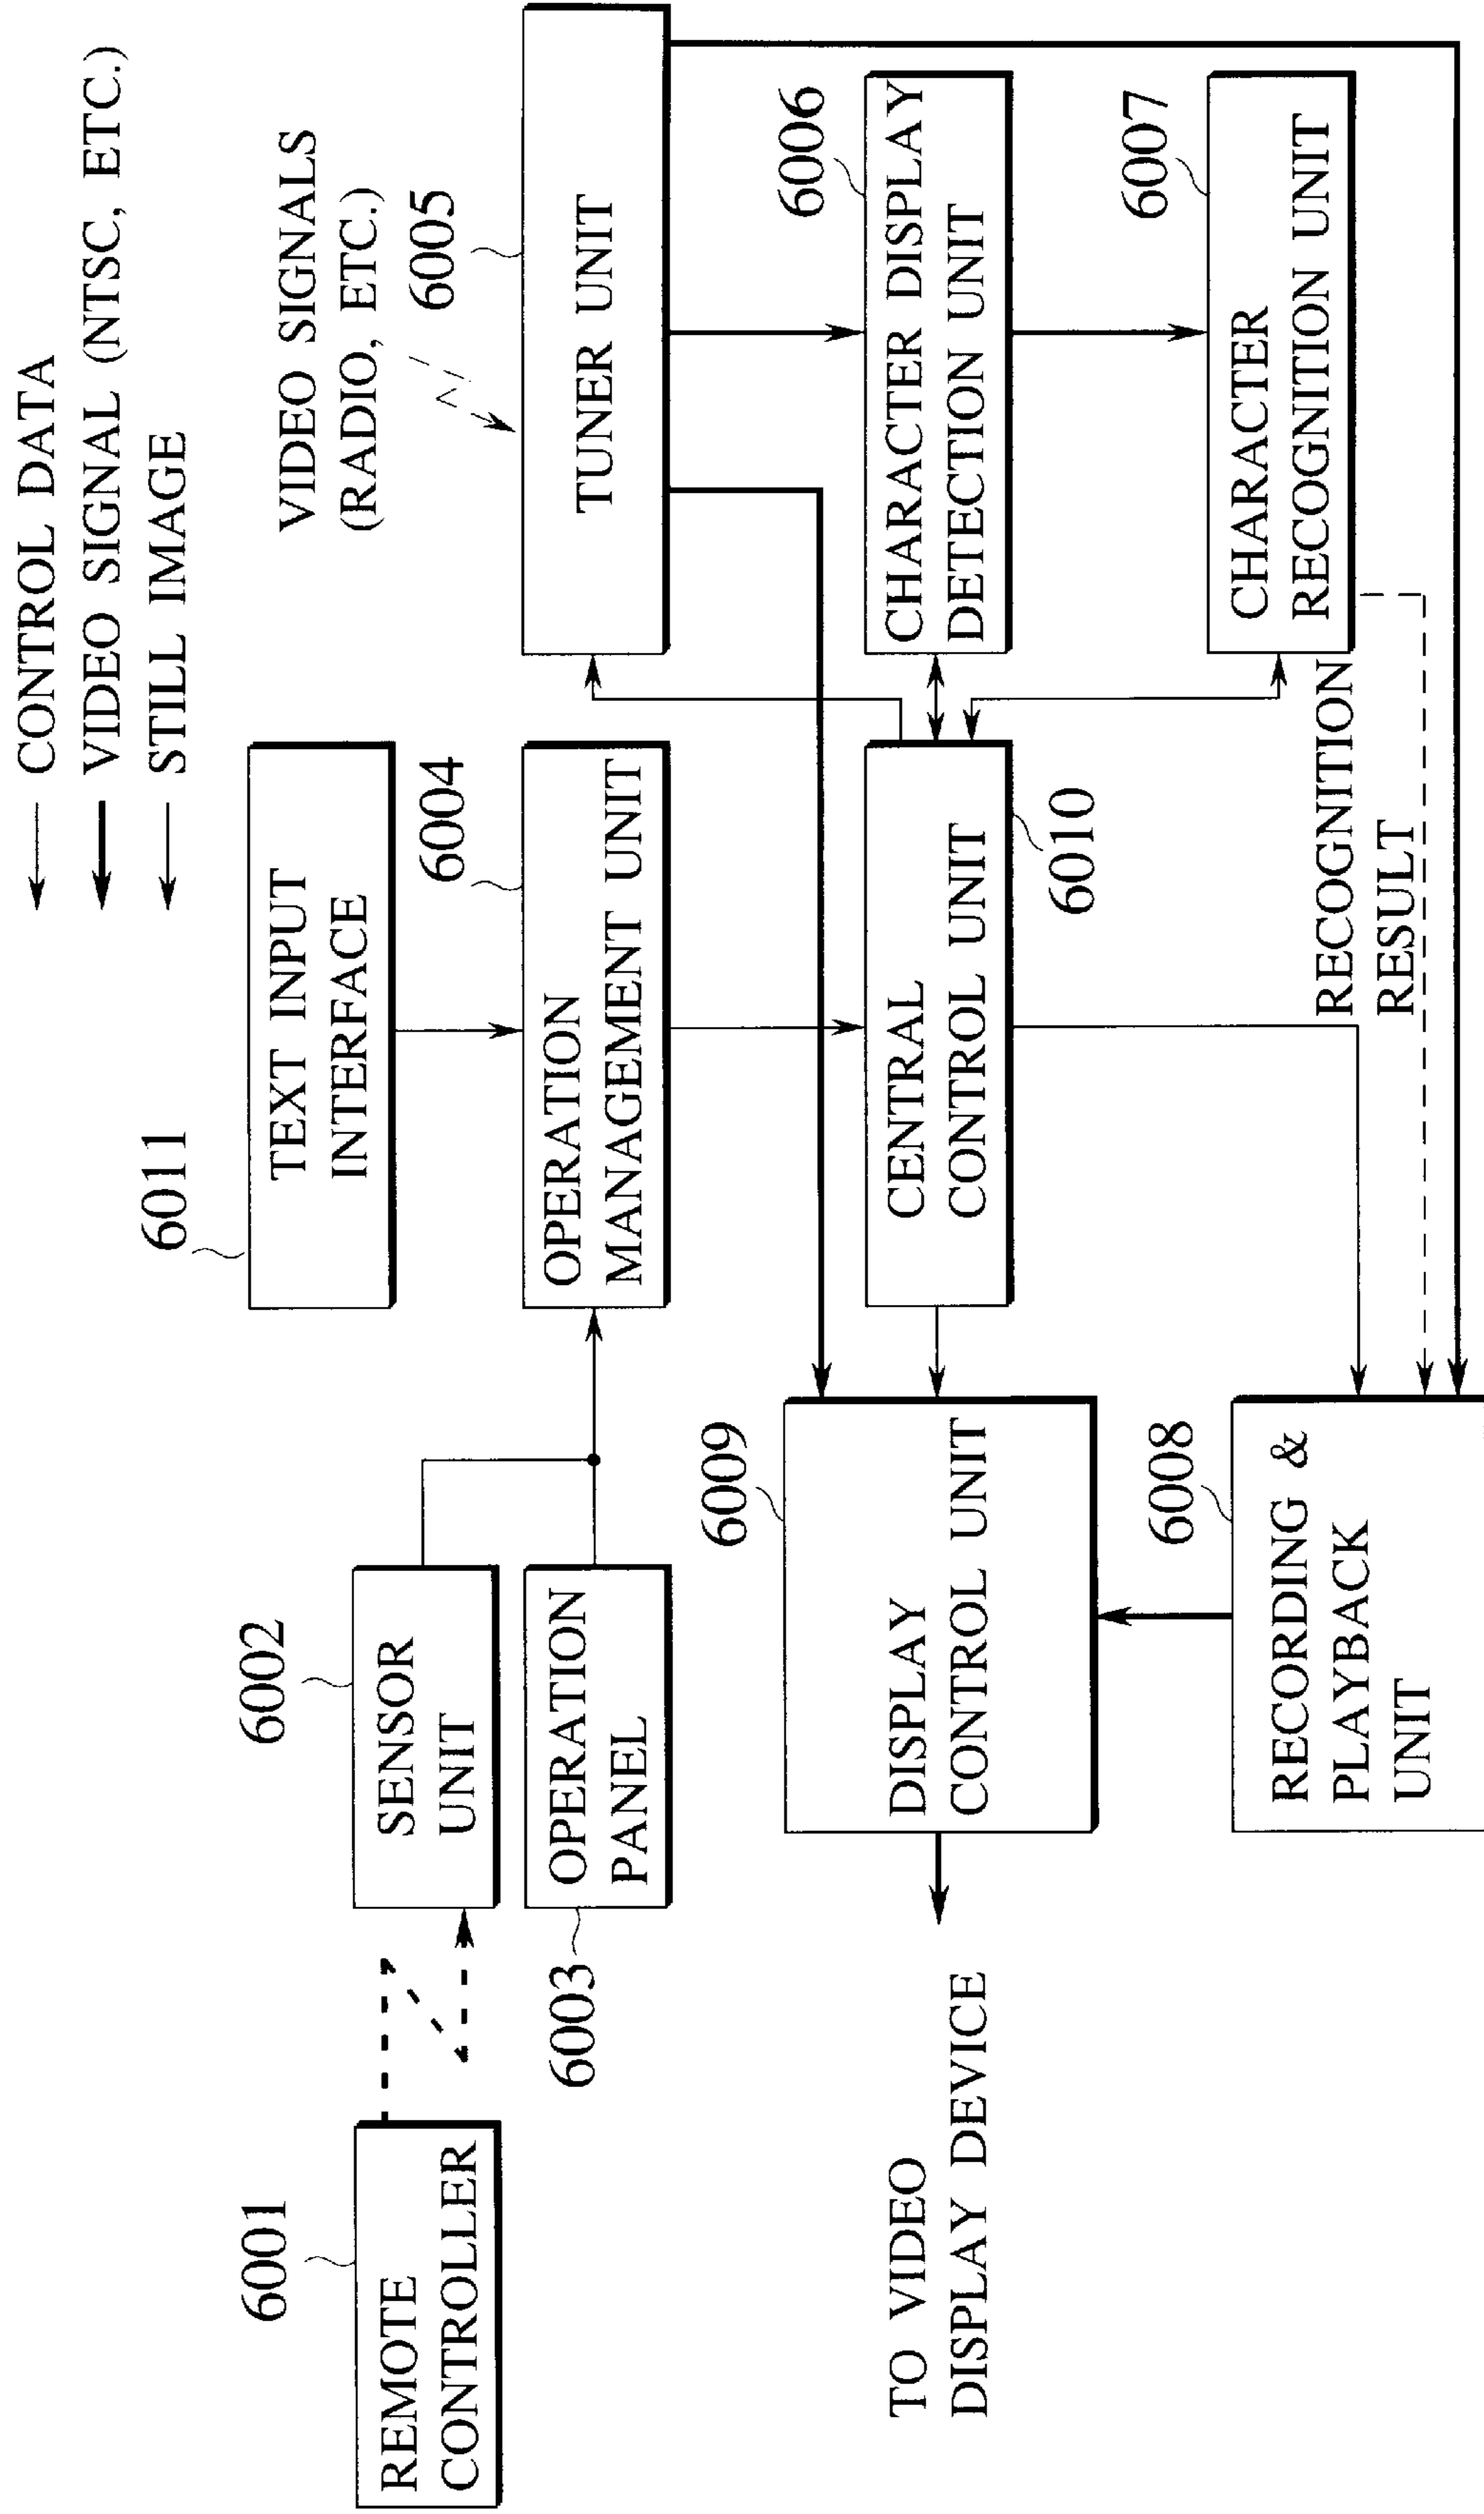 CONTROL DATA
VIDEO SIGNAL (NTSC, ETC.)
STILL IMAGE
6011
TEXT INPUT
INTERFACE
VIDEO SIGNALS
(RADIO, ETC.)
6001
REMOTE
CONTROLLER
6002
SENSOR
UNIT
6003
OPERATION
PANEL
6004
OPERATION
MANAGEMENT UNIT
6005
TUNER UNIT
6009
DISPLAY
CONTROL UNIT
TO VIDEO
DISPLAY DEVICE
CENTRAL
CONTROL UNIT
6010
6006
CHARACTER DISPLAY
DETECTION UNIT
6007
CHARACTER
RECOGNITION UNIT
RECOGNITION
RESULT
6008
RECORDING &
PLAYBACK
UNIT